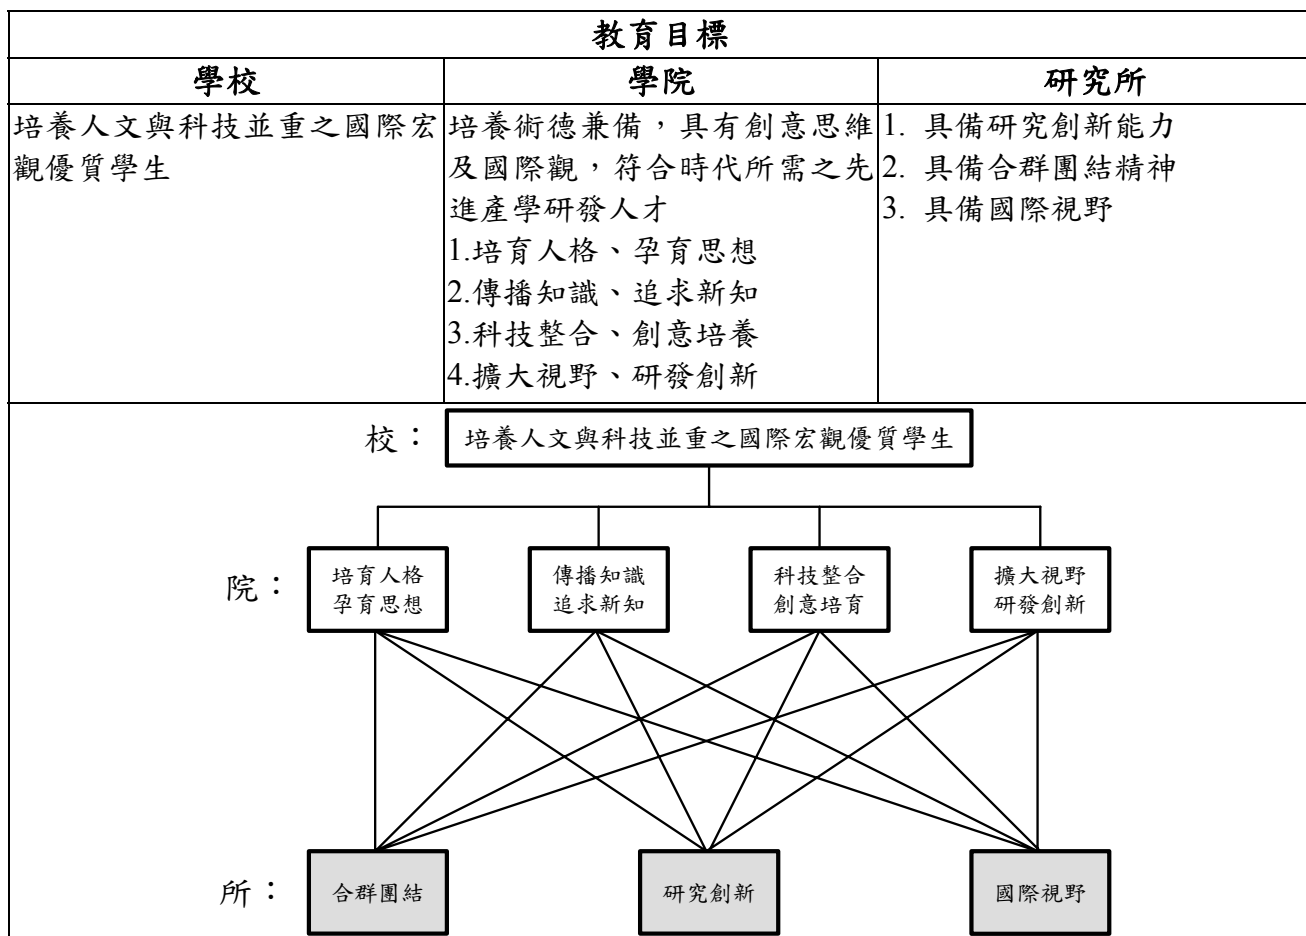 教育目標
學校
學院
研究所
培養人文與科技並重之國際宏
觀優質學生
培養術德兼備，具有創意思維
及國際觀，符合時代所需之先
進產學研發人才
1.培育人格、孕育思想
2.傳播知識、追求新知
3.科技整合、創意培養
4.擴大視野、研發創新
1. 具備研究創新能力
2. 具備合群團結精神
3. 具備國際視野
校：
培養人文與科技並重之國際宏觀優質學生
院：
培育人格
孕育思想
傳播知識
追求新知
科技整合
創意培育
擴大視野
研發創新
所：
合群團結
研究創新
國際視野